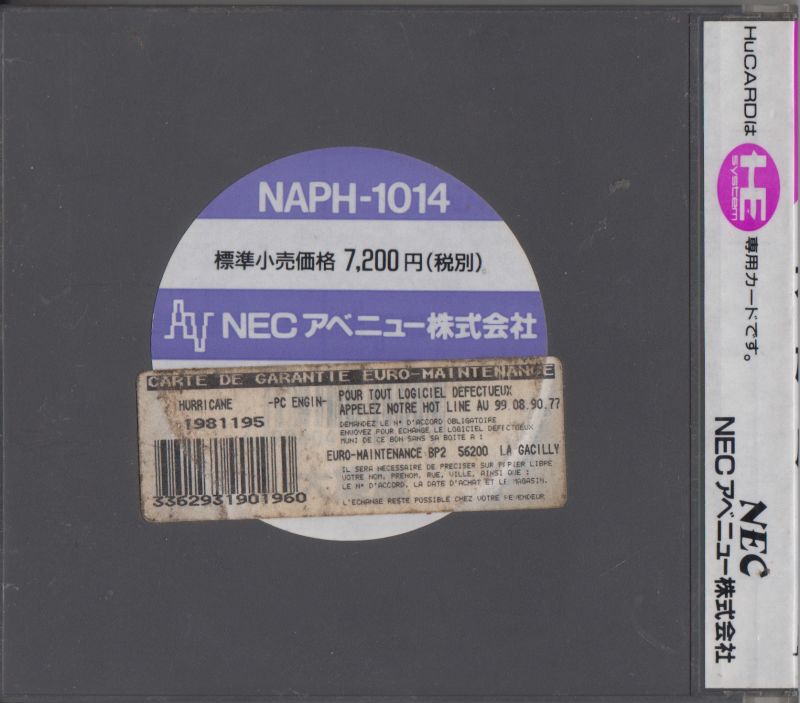 NAPH-1014
標準小売価格 7,200円(税別)
NECアベニュー株式会社
CARTE DE GARANTIE EURO-MAINTENANCE
HURRICANE -PC ENGIN-
1981195
3362931901960
POUR TOUT LOGICIEL DEFECTUEUX
APPELEZ NOTRE HOT LINE AU 99 08.90.77
DEMANDEZ LE N° D'ACCORD OBLIGATOIRE
ENVOYEZ POUR ECHANGE LE LOGICIEL DEFECTUEUX
MUNI DE CE BON SANS SA BOITE A :
EURO-MAINTENANCE BP2 56200 LA GACILLY
IL SERA NECESSAIRE DE PRECISER SUR PAPIER LIBRE
VOTRE NOM, PRENOM, RUE, VILLE, AINSI QUE :
LE N° D'ACCORD, LA DATE D'ACHAT ET LE MAGASIN.
L'ECHANGE RESTE POSSIBLE CHEZ VOTRE REVENDEUR
HuCARDは HE system 専用カードです。
NEC
NECアベニュー株式会社